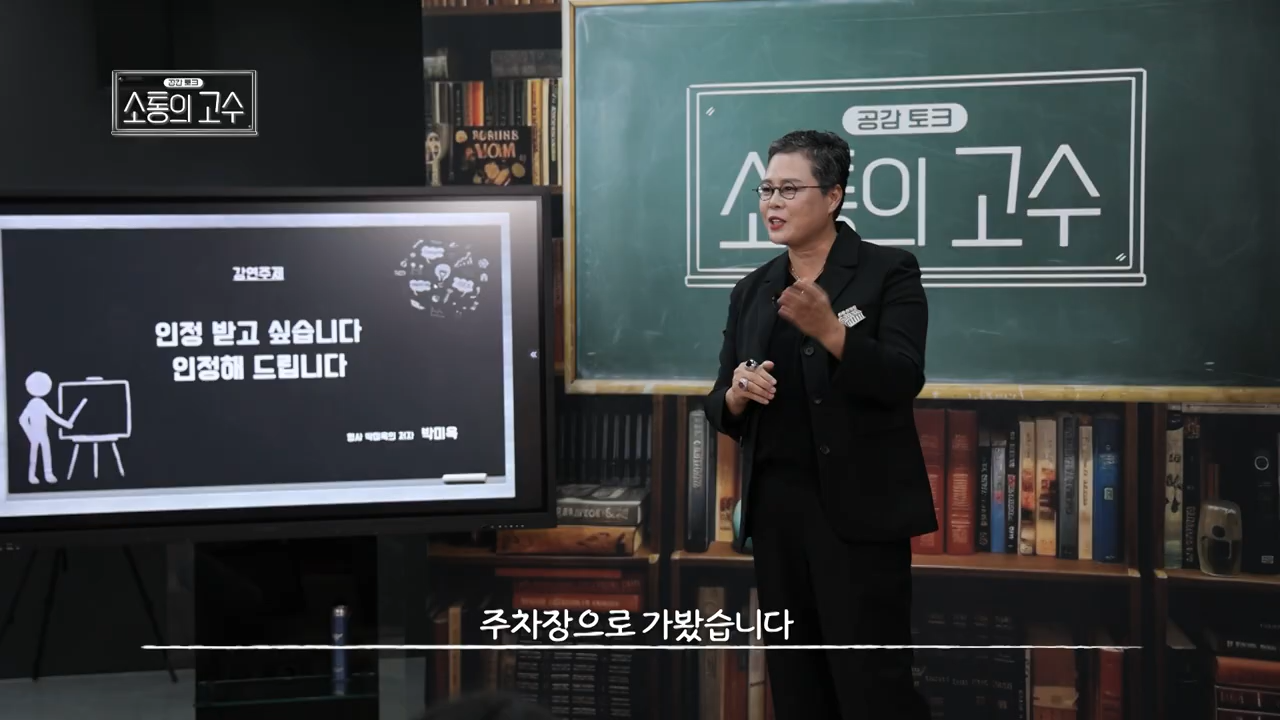 공감 토크
소통의 고수
공감 토크
소통의 고수
강연주제
인정 받고 싶습니다
인정해 드립니다
박미옥
주차장으로 가봤습니다